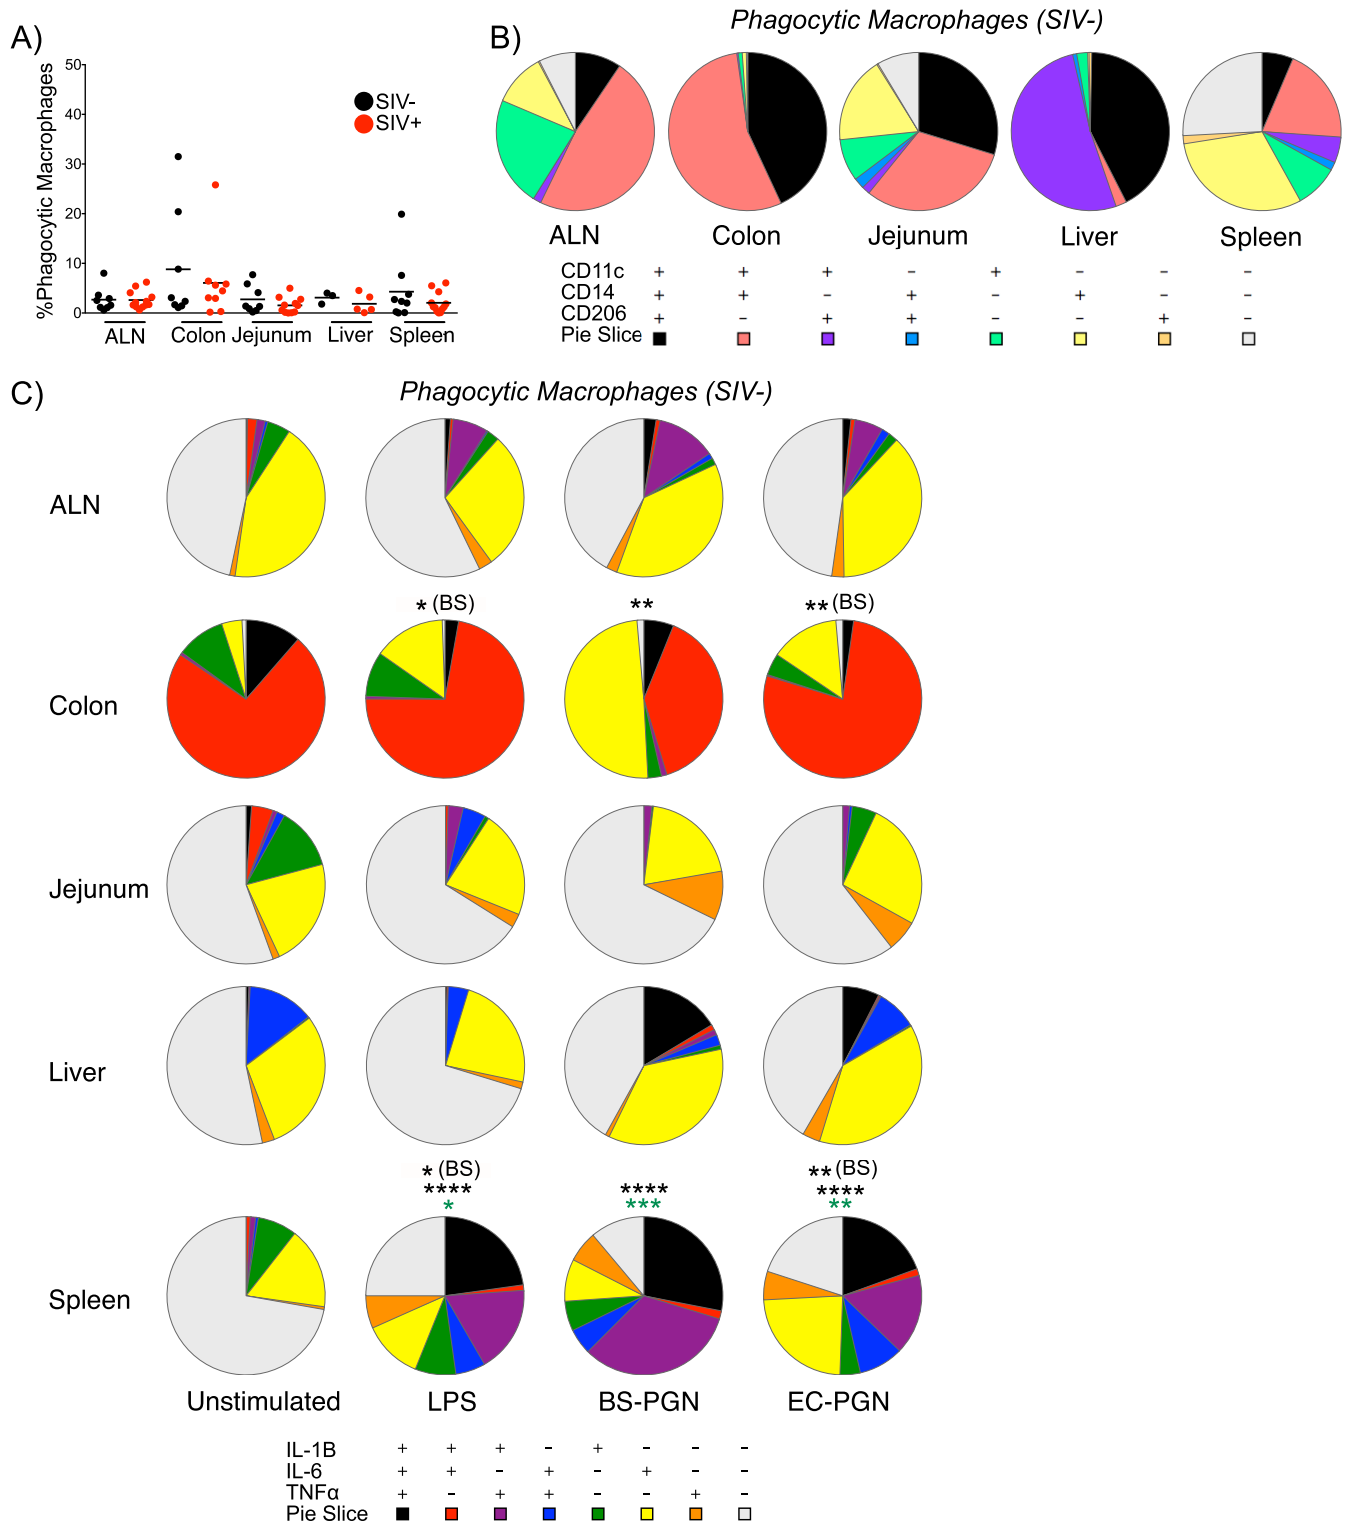 A)
%Phagocytic Macrophages
50
40
30
20
10
0
SIV-
SIV+
ALN Colon Jejunum Liver Spleen
B)
Phagocytic Macrophages (SIV-)
ALN Colon Jejunum Liver Spleen
CD11c + + + - + - - -
CD14 + + - + - + - -
CD206 + - + + - - + -
Pie Slice
C)
Phagocytic Macrophages (SIV-)
ALN
* (BS) ** ** (BS)
Colon
Jejunum
Liver
* (BS) ** (BS)
**** **** ****
* *** **
Spleen
Unstimulated LPS BS-PGN EC-PGN
IL-1B + + + - + - - -
IL-6 + + - + - + - -
TNFα + - + + - - + -
Pie Slice